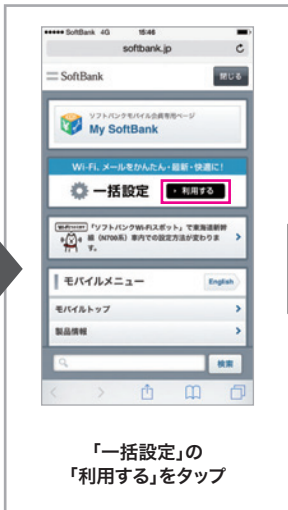 SoftBank 4G 15:46
softbank.jp
SoftBank
閉じる
ソフトバンクモバイル会員専用ページ
My SoftBank
Wi-Fi、メールをかんたん・最新・快適に!
一括設定 利用する
「ソフトバンクWi-Fiスポット」で東海道新幹
線(N700系)車内での設定方法が変わりま
す。
モバイルメニュー English
モバイルトップ
製品情報
検索
「一括設定」の
「利用する」をタップ